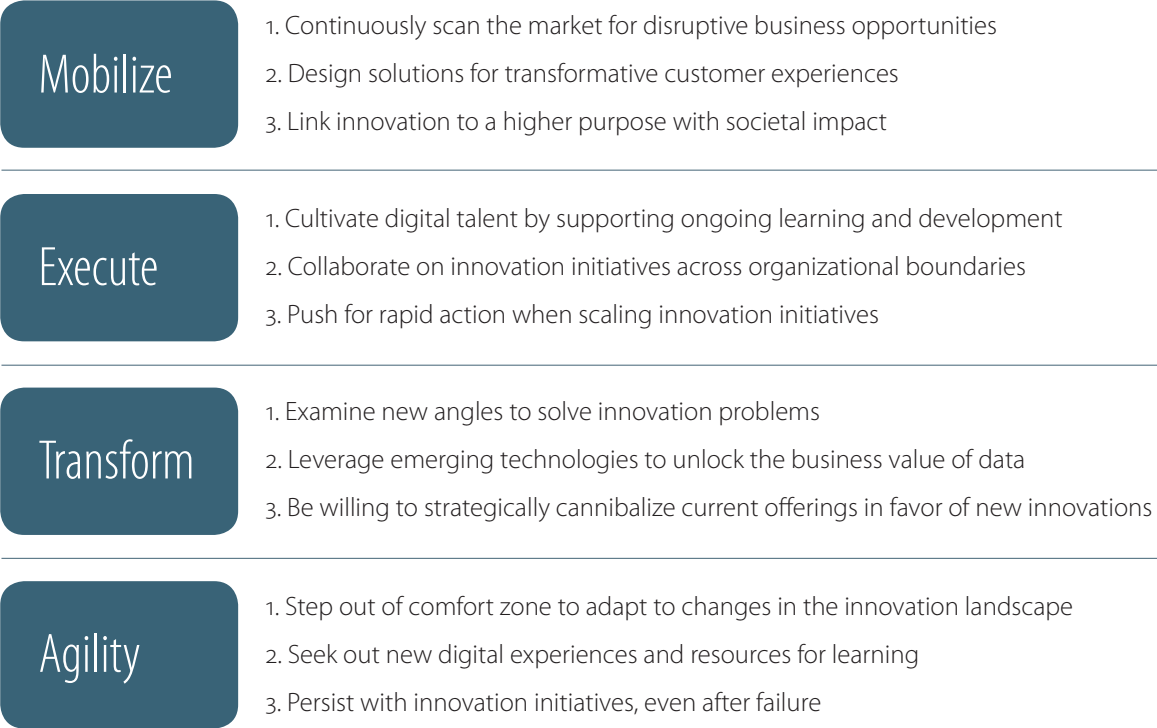 Mobilize
1. Continuously scan the market for disruptive business opportunities
2. Design solutions for transformative customer experiences
3. Link innovation to a higher purpose with societal impact
Execute
1. Cultivate digital talent by supporting ongoing learning and development
2. Collaborate on innovation initiatives across organizational boundaries
3. Push for rapid action when scaling innovation initiatives
Transform
1. Examine new angles to solve innovation problems
2. Leverage emerging technologies to unlock the business value of data
3. Be willing to strategically cannibalize current offerings in favor of new innovations
Agility
1. Step out of comfort zone to adapt to changes in the innovation landscape
2. Seek out new digital experiences and resources for learning
3. Persist with innovation initiatives, even after failure